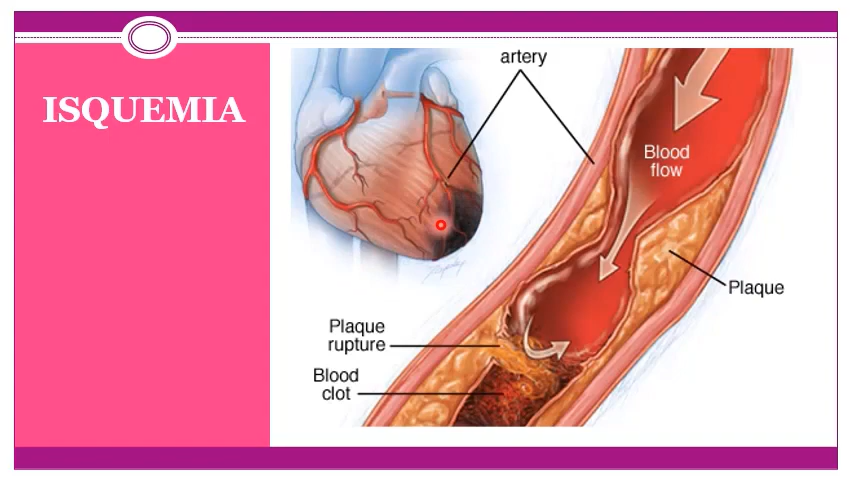 ISQUEMIA
artery
Blood
flow
Plaque
Plaque
rupture
Blood
clot